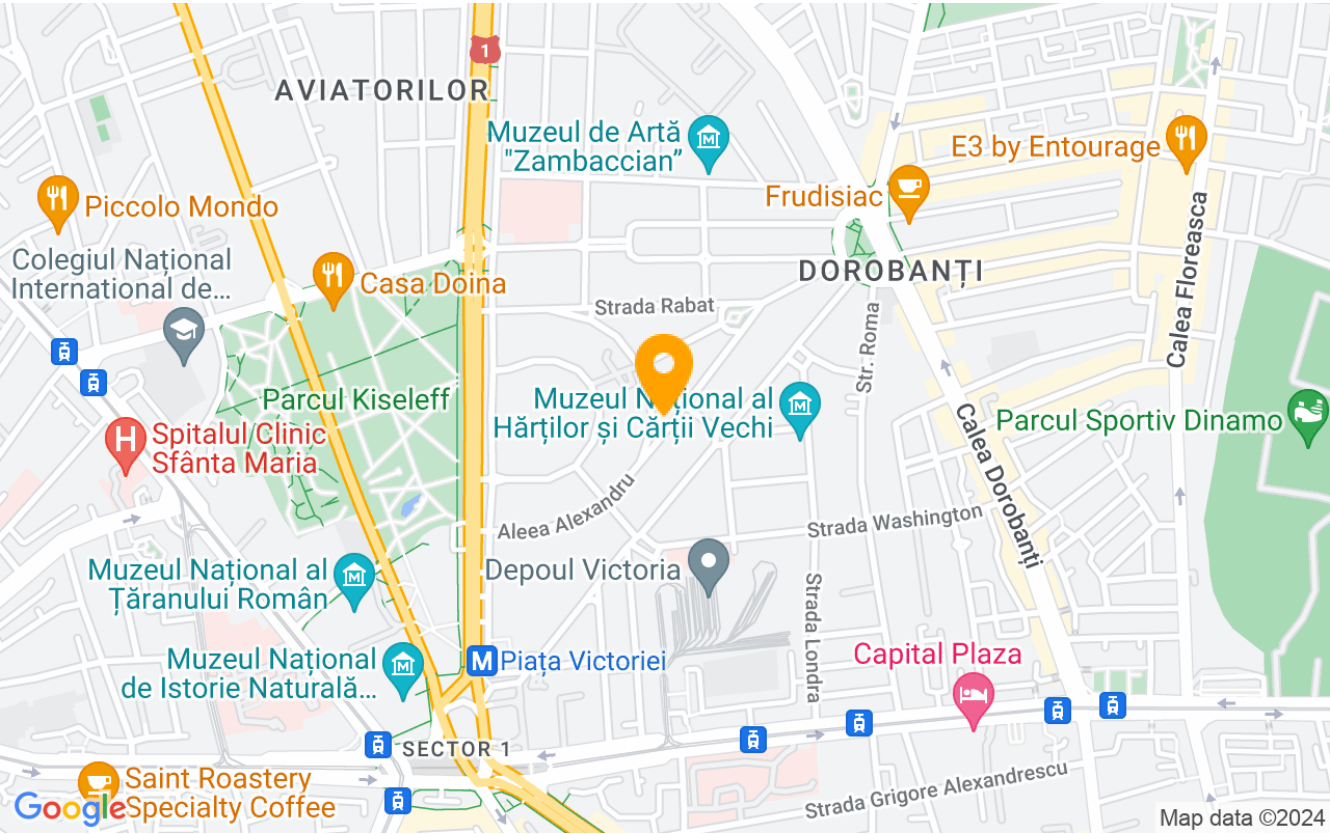 1
AVIATORILOR
Muzeul de Artă
"Zambaccian”
E3 by Entourage
Frudisiac
Piccolo Mondo
Calea Floreasca
Colegiul Național
International de...
DOROBANȚI
Casa Doina
Strada Rabat
Str. Roma
Parcul Kiseleff
Muzeul N țional al
Hărților și Cărții Vechi
Parcul Sportiv Dinamo
Calea Dorobanți
H
Spitalul Clinic
Sfânta Maria
Aleea Alexandru
Strada Washington
Muzeul Național al
Țăranului Român
Depoul Victoria
Strada Londra
Muzeul Național
de Istorie Naturală...
M
Piața Victoriei
Capital Plaza
SECTOR 1
Saint Roastery
Specialty Coffee
Google
Strada Grigore Alexandrescu
Map data ©2024